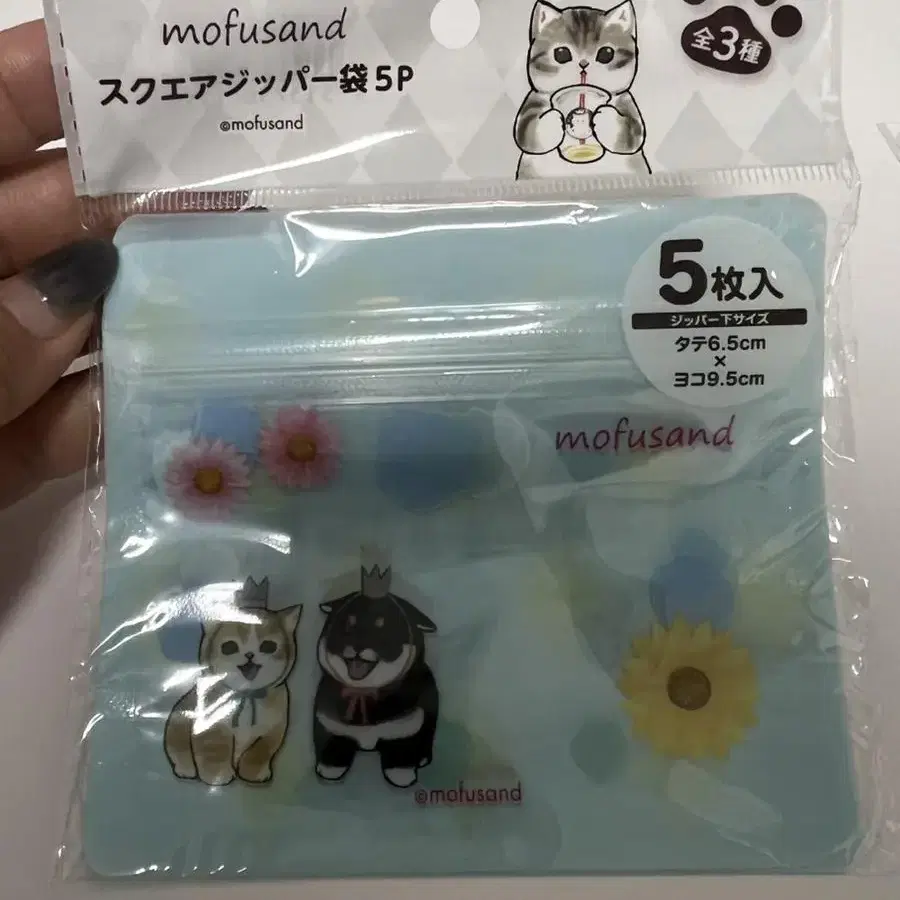 mofusand
全3種
スクエアジッパー袋5P
©mofusand
5枚入
ジッパー下サイズ
タテ6.5cm
×
ヨコ9.5cm
mofusand
©mofusand